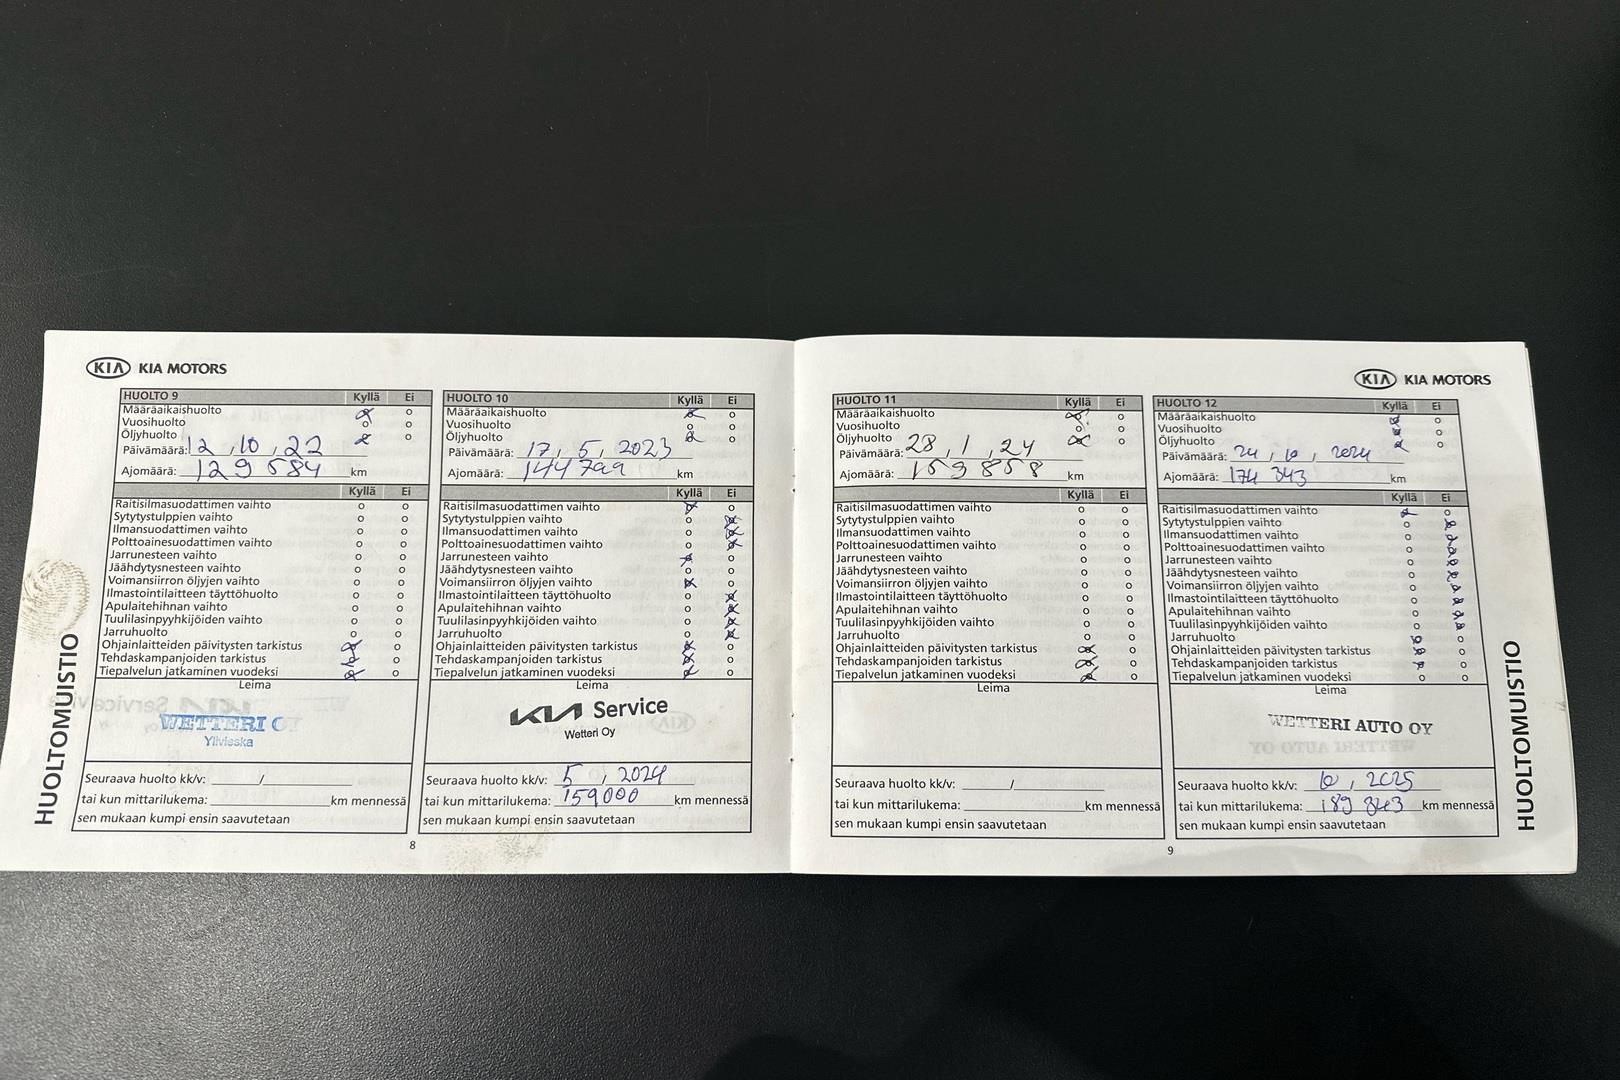 KIA KIA MOTORS
HUOLTO 9 Kyllä Ei
Määräaikaishuolto
Vuosihuolto
Öljyhuolto
Päivämäärä: 12 , 10 , 22
Ajomäärä: 129 584 km
Kyllä Ei
Raitisilmasuodattimen vaihto
Sytytystulppien vaihto
Ilmansuodattimen vaihto
Polttoainesuodattimen vaihto
Jarrunesteen vaihto
Jäähdytysnesteen vaihto
Voimansiirron öljyjen vaihto
Ilmastointilaitteen täyttöhuolto
Apulaitehihnan vaihto
Tuulilasinpyyhkijöiden vaihto
Jarruhuolto
Ohjainlaitteiden päivitysten tarkistus
Tehdaskampanjoiden tarkistus
Tiepalvelun jatkaminen vuodeksi
Leima
WETTERI OY
Ylivieska
Seuraava huolto kk/v: /
tai kun mittarilukema: km mennessä
sen mukaan kumpi ensin saavutetaan
HUOLTOMUISTIO
8
HUOLTO 10 Kyllä Ei
Määräaikaishuolto
Vuosihuolto
Öljyhuolto
Päivämäärä: 17 , 5 , 2023
Ajomäärä: 144 799 km
Kyllä Ei
Raitisilmasuodattimen vaihto
Sytytystulppien vaihto
Ilmansuodattimen vaihto
Polttoainesuodattimen vaihto
Jarrunesteen vaihto
Jäähdytysnesteen vaihto
Voimansiirron öljyjen vaihto
Ilmastointilaitteen täyttöhuolto
Apulaitehihnan vaihto
Tuulilasinpyyhkijöiden vaihto
Jarruhuolto
Ohjainlaitteiden päivitysten tarkistus
Tehdaskampanjoiden tarkistus
Tiepalvelun jatkaminen vuodeksi
Leima
KIA Service
Wetteri Oy
Seuraava huolto kk/v: 5 , 2024
tai kun mittarilukema: 159000 km mennessä
sen mukaan kumpi ensin saavutetaan
KIA KIA MOTORS
HUOLTO 11 Kyllä Ei
Määräaikaishuolto
Vuosihuolto
Öljyhuolto
Päivämäärä: 28 , 1 , 24
Ajomäärä: 159 858 km
Kyllä Ei
Raitisilmasuodattimen vaihto
Sytytystulppien vaihto
Ilmansuodattimen vaihto
Polttoainesuodattimen vaihto
Jarrunesteen vaihto
Jäähdytysnesteen vaihto
Voimansiirron öljyjen vaihto
Ilmastointilaitteen täyttöhuolto
Apulaitehihnan vaihto
Tuulilasinpyyhkijöiden vaihto
Jarruhuolto
Ohjainlaitteiden päivitysten tarkistus
Tehdaskampanjoiden tarkistus
Tiepalvelun jatkaminen vuodeksi
Leima
Seuraava huolto kk/v: /
tai kun mittarilukema: km mennessä
sen mukaan kumpi ensin saavutetaan
9
HUOLTO 12 Kyllä Ei
Määräaikaishuolto
Vuosihuolto
Öljyhuolto
Päivämäärä: 24 , 10 , 2024
Ajomäärä: 174 343 km
Kyllä Ei
Raitisilmasuodattimen vaihto
Sytytystulppien vaihto
Ilmansuodattimen vaihto
Polttoainesuodattimen vaihto
Jarrunesteen vaihto
Jäähdytysnesteen vaihto
Voimansiirron öljyjen vaihto
Ilmastointilaitteen täyttöhuolto
Apulaitehihnan vaihto
Tuulilasinpyyhkijöiden vaihto
Jarruhuolto
Ohjainlaitteiden päivitysten tarkistus
Tehdaskampanjoiden tarkistus
Tiepalvelun jatkaminen vuodeksi
Leima
WETTERI AUTO OY
Seuraava huolto kk/v: 10 , 2025
tai kun mittarilukema: 189 343 km mennessä
sen mukaan kumpi ensin saavutetaan
HUOLTOMUISTIO